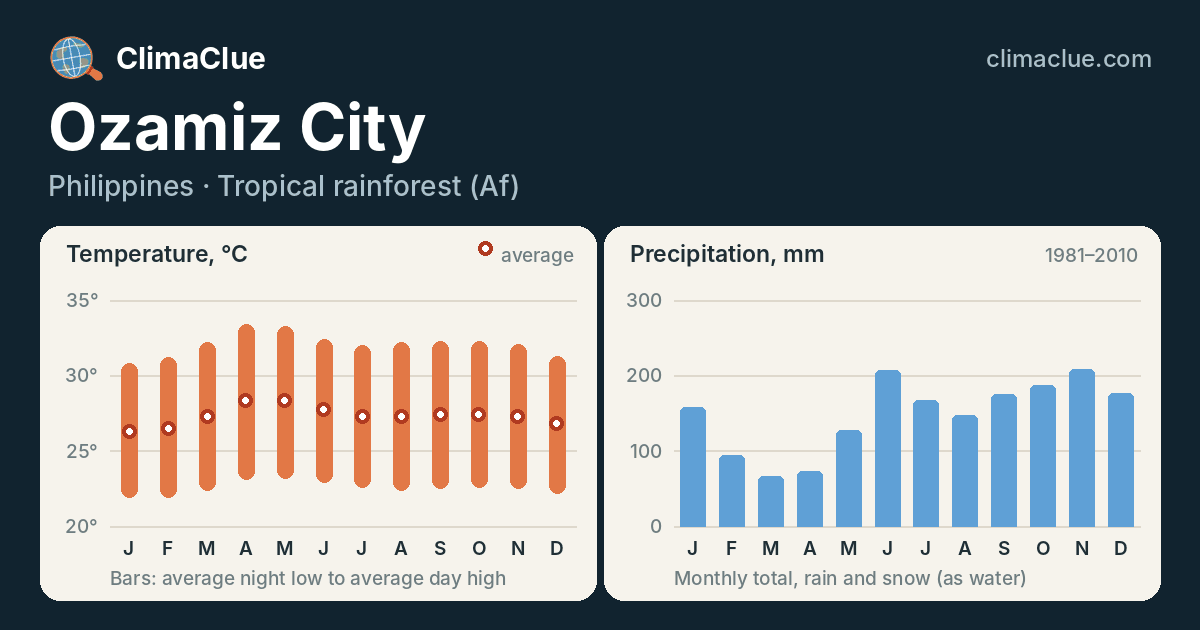 ClimaClue
climaclue.com
Ozamiz City
Philippines · Tropical rainforest (Af)
Temperature, °C
average
35°
30°
25°
20°
J F M A M J J A S O N D
Bars: average night low to average day high
Precipitation, mm
1981–2010
300
200
100
0
J F M A M J J A S O N D
Monthly total, rain and snow (as water)